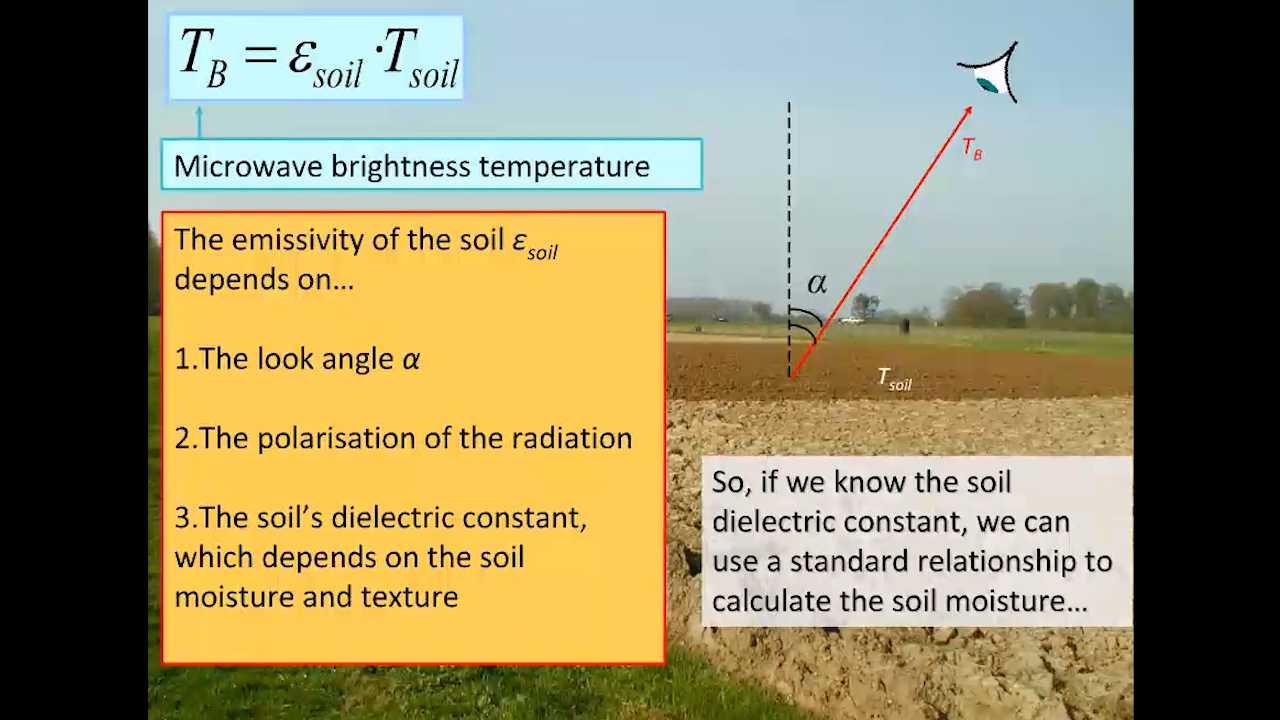 T_B = ε_soil · T_soil
Microwave brightness temperature
The emissivity of the soil ε_soil
depends on…
1.The look angle α
2.The polarisation of the radiation
3.The soil’s dielectric constant,
which depends on the soil
moisture and texture
T_B
α
T_soil
So, if we know the soil
dielectric constant, we can
use a standard relationship to
calculate the soil moisture…